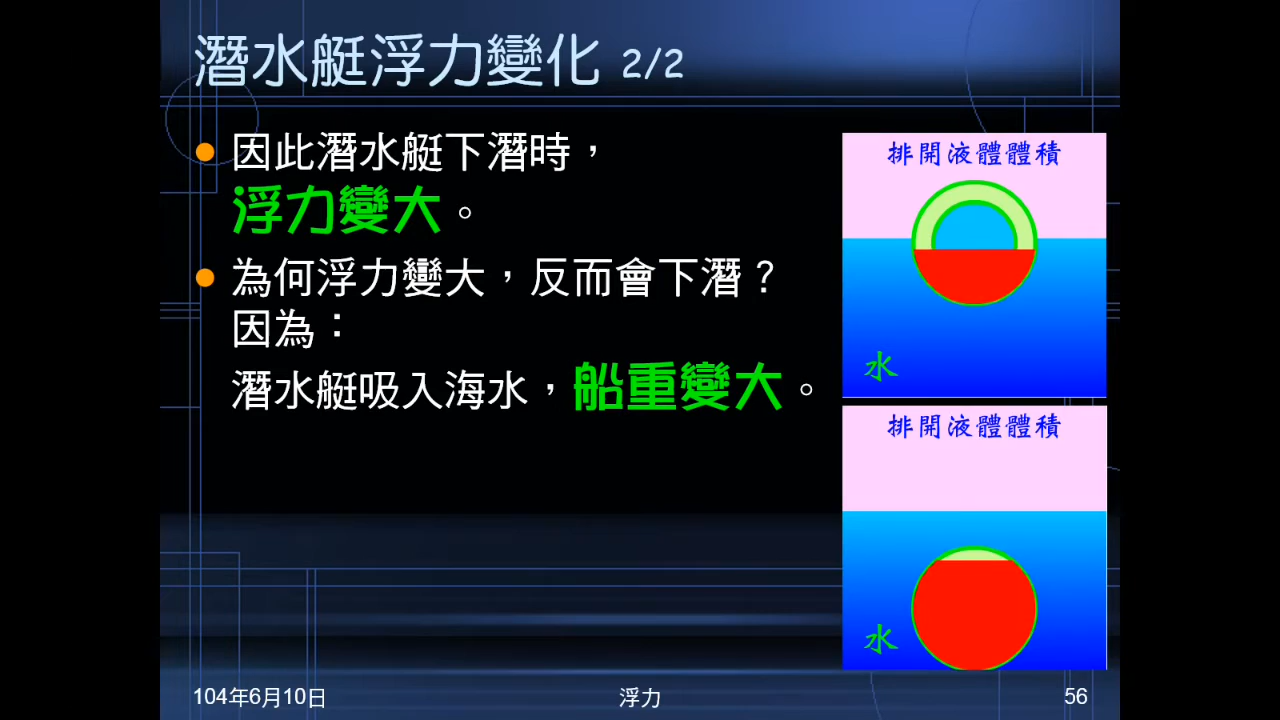 潛水艇浮力變化 2/2
因此潛水艇下潛時，
浮力變大。
為何浮力變大，反而會下潛？
因為：
潛水艇吸入海水，船重變大。
排開液體體積
水
排開液體體積
水
104年6月10日
浮力
56